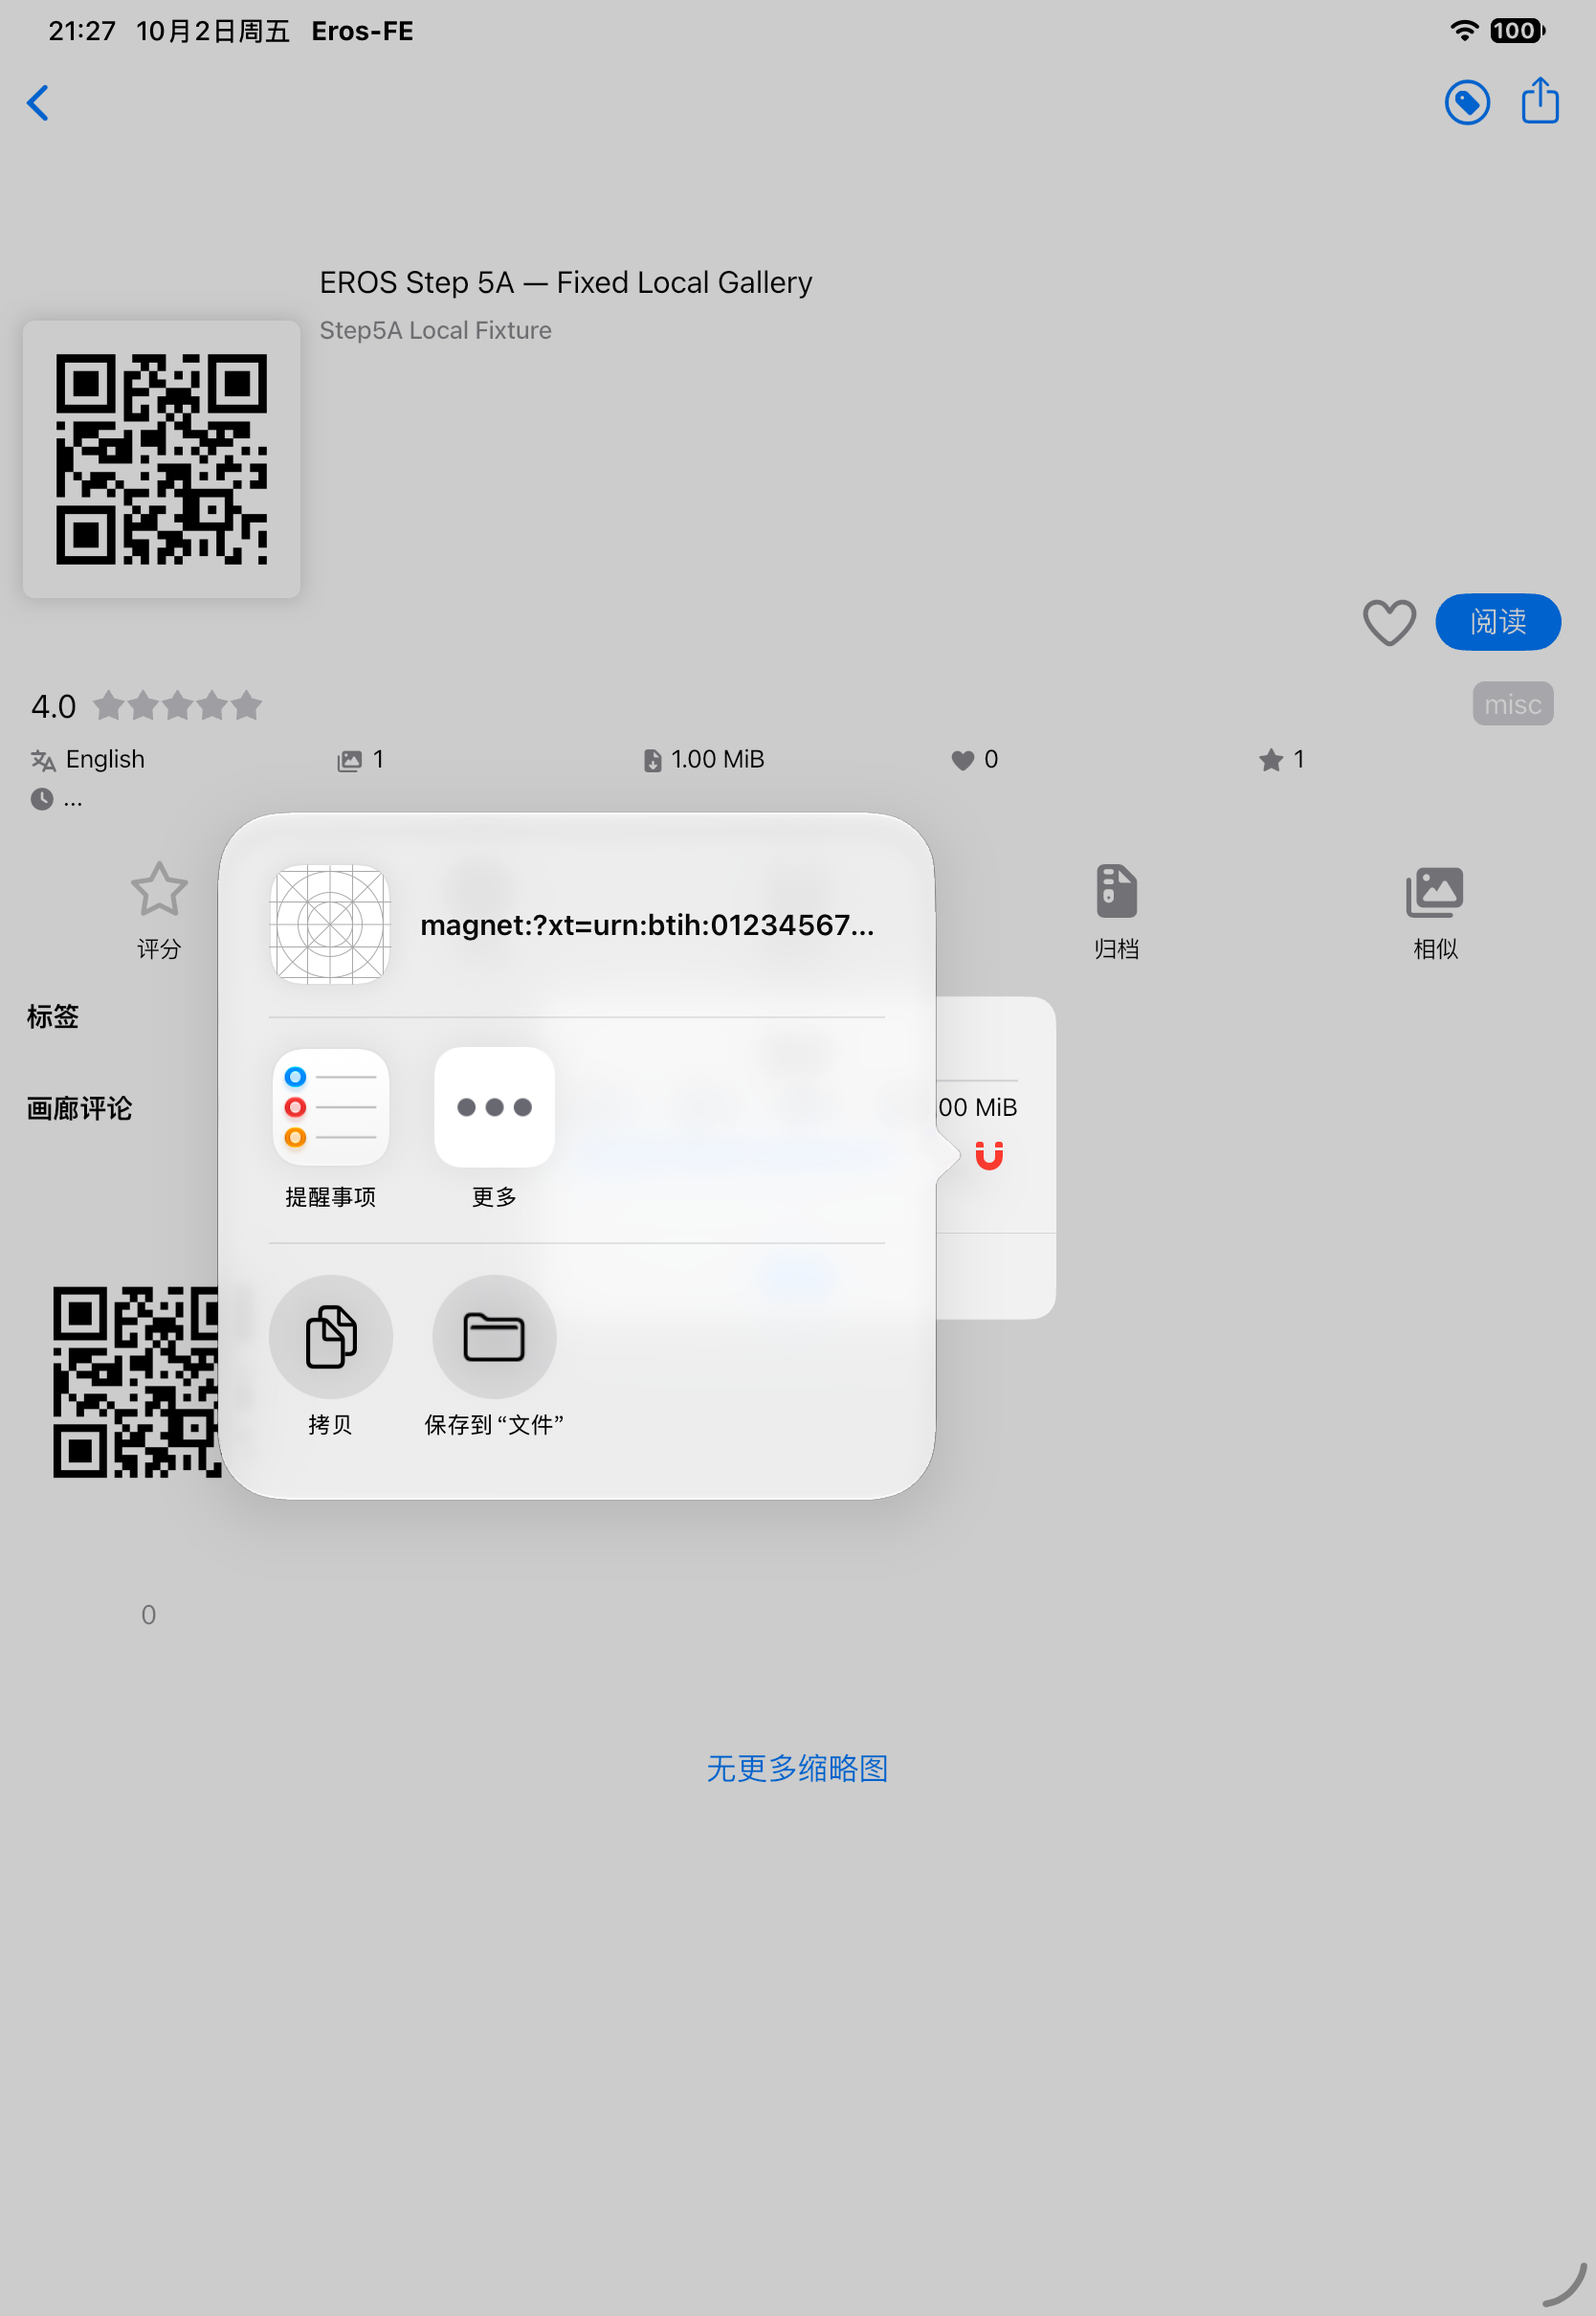 21:27 10月2日周五 Eros-FE
100
EROS Step 5A — Fixed Local Gallery
Step5A Local Fixture
阅读
4.0
misc
English
1
1.00 MiB
0
1
...
评分
归档
相似
magnet:?xt=urn:btih:01234567...
标签
画廊评论
00 MiB
提醒事项
更多
拷贝
保存到“文件”
0
无更多缩略图